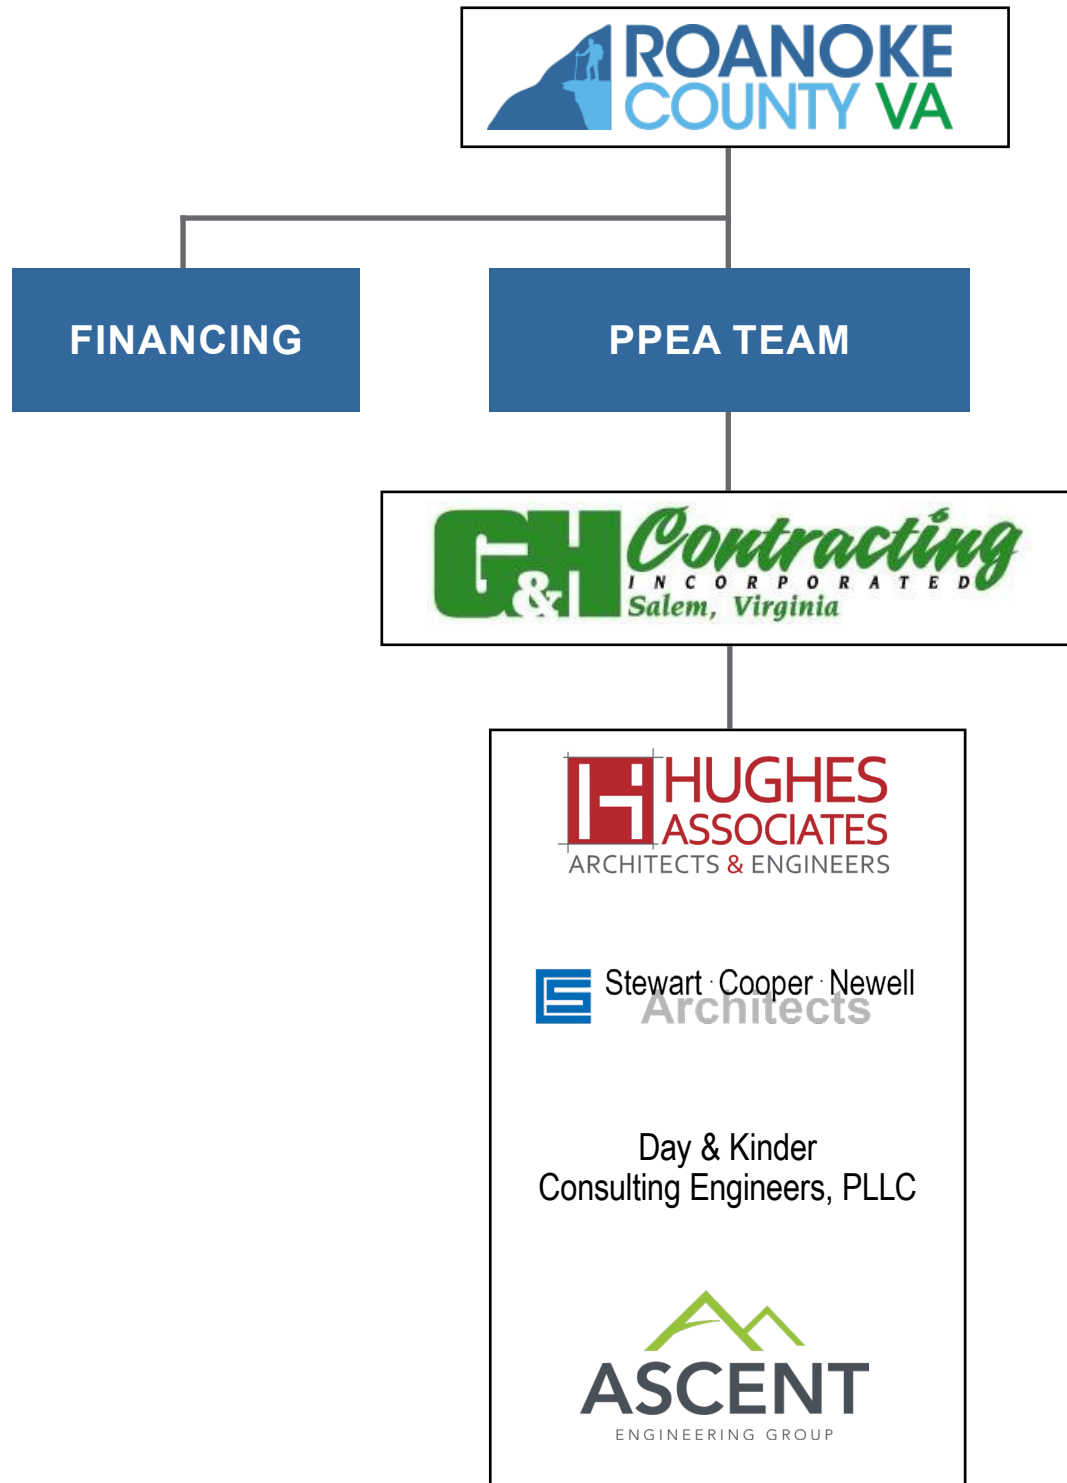 ROANOKE
COUNTY VA
FINANCING
PPEA TEAM
G&H Contracting
INCORPORATED
Salem, Virginia
HUGHES
ASSOCIATES
ARCHITECTS & ENGINEERS
Stewart · Cooper · Newell
Architects
Day & Kinder
Consulting Engineers, PLLC
ASCENT
ENGINEERING GROUP